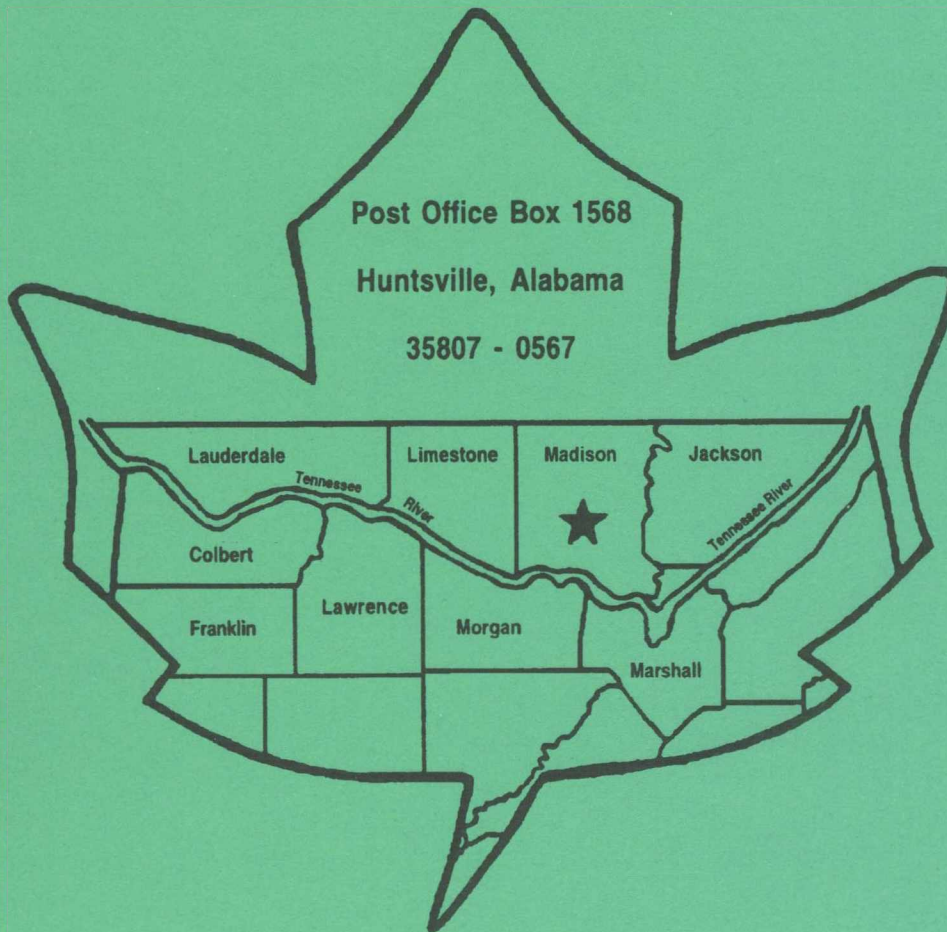 Post Office Box 1568
Huntsville, Alabama
35807 - 0567
Lauderdale
Limestone
Madison
Jackson
Tennessee
River
Tennessee River
Colbert
Lawrence
Franklin
Morgan
Marshall